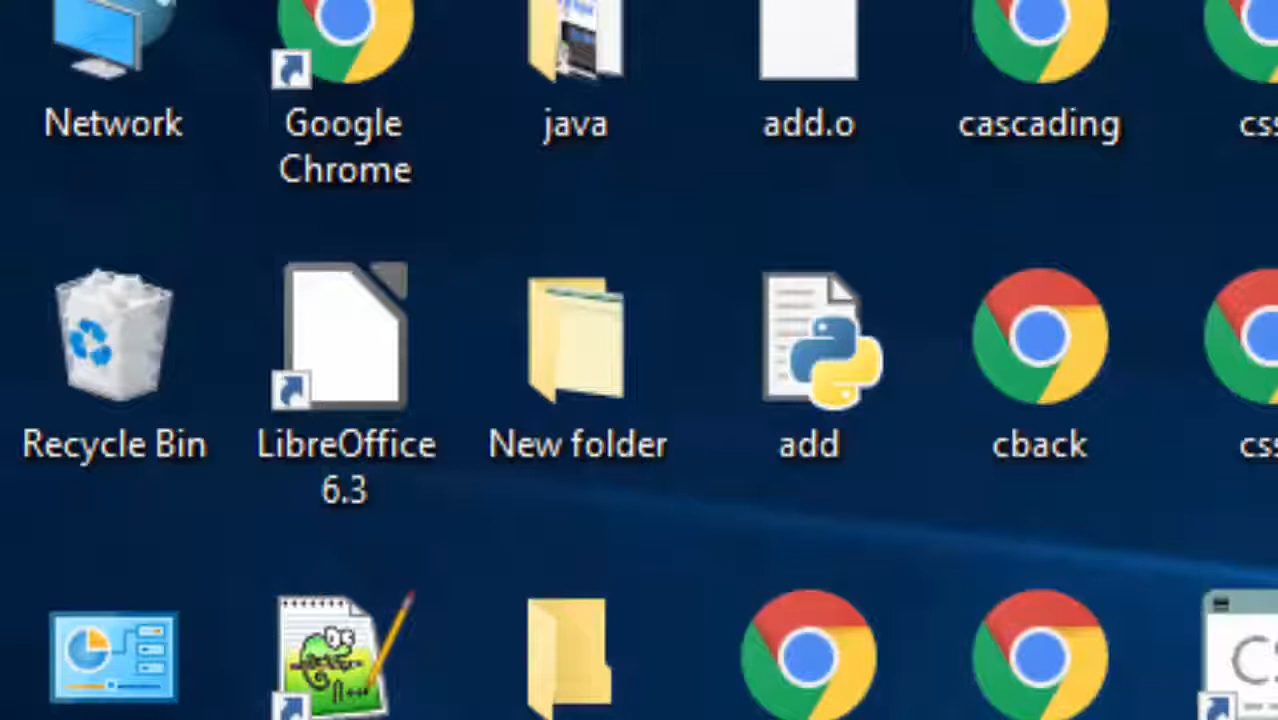 Network
Google
Chrome
java
add.o
cascading
Recycle Bin
LibreOffice
6.3
New folder
add
cback